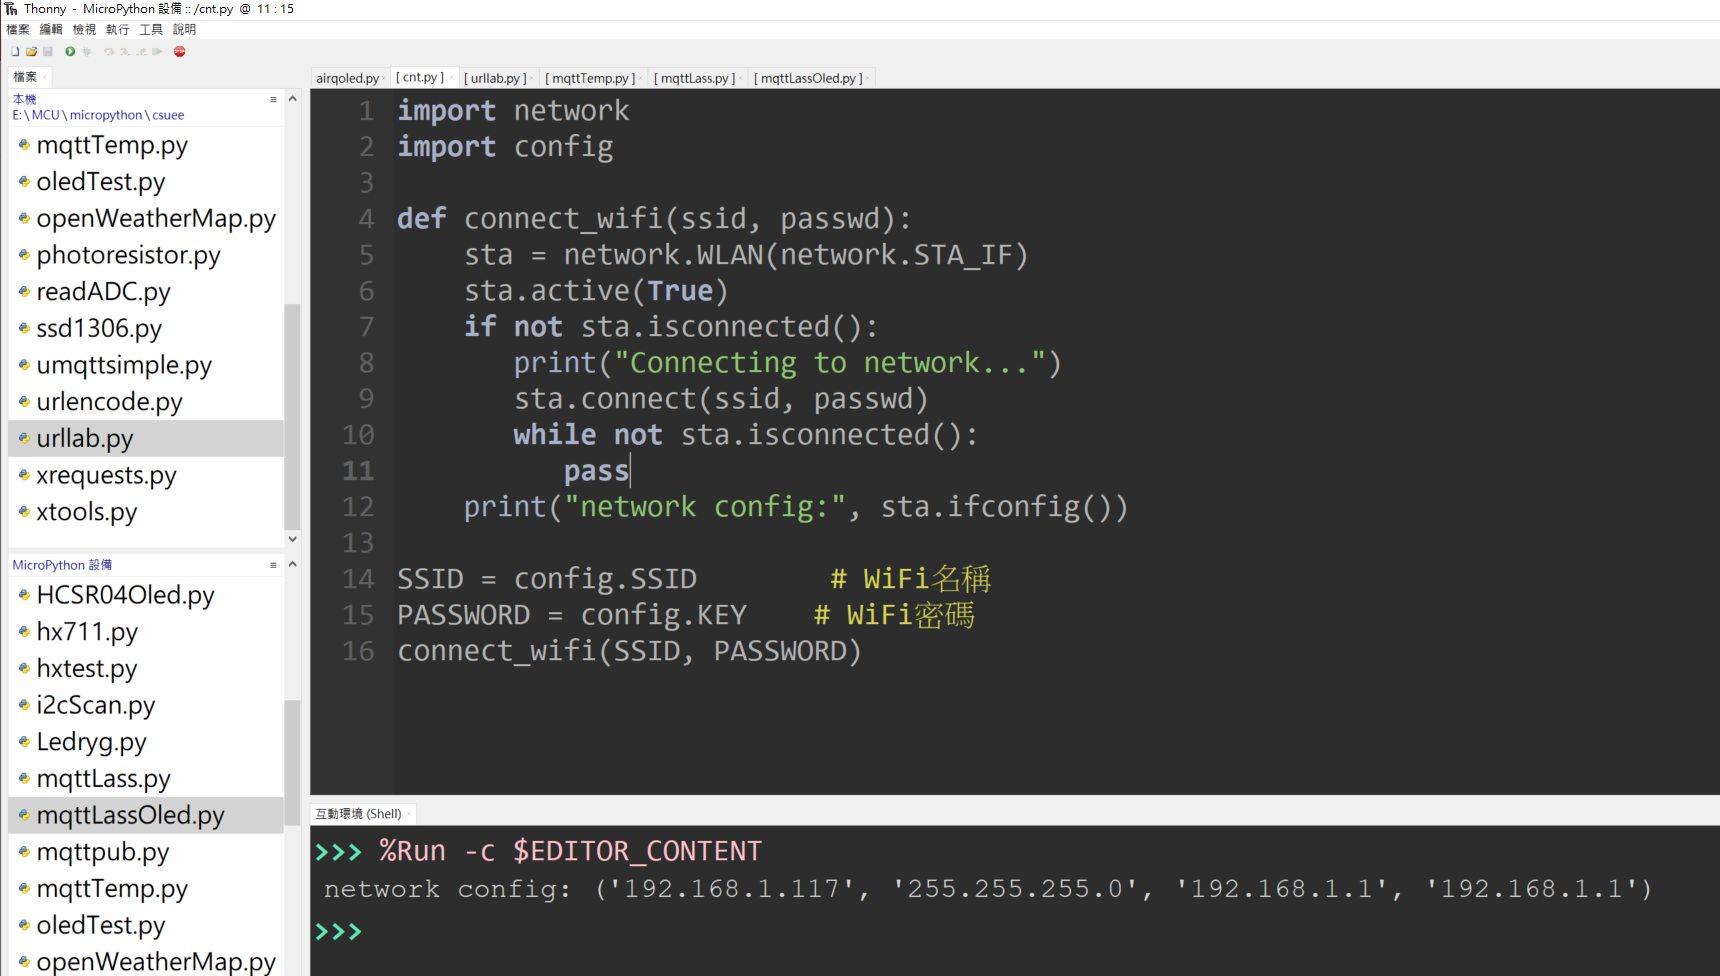 Thonny - MicroPython 設備 :: /cnt.py @ 11 : 15
檔案 編輯 檢視 執行 工具 說明
檔案
本機
E: \ MCU \ micropython \ csuee
mqttTemp.py
oledTest.py
openWeatherMap.py
photoresistor.py
readADC.py
ssd1306.py
umqttsimple.py
urlencode.py
urllab.py
xrequests.py
xtools.py
MicroPython 設備
HCSR04Oled.py
hx711.py
hxtest.py
i2cScan.py
Ledryg.py
mqttLass.py
mqttLassOled.py
mqttpub.py
mqttTemp.py
oledTest.py
openWeatherMap.py
airqoled.py [ cnt.py ] [ urllab.py ] [ mqttTemp.py ] [ mqttLass.py ] [ mqttLassOled.py ]
1 import network
2 import config
3
4 def connect_wifi(ssid, passwd):
5 sta = network.WLAN(network.STA_IF)
6 sta.active(True)
7 if not sta.isconnected():
8 print("Connecting to network...")
9 sta.connect(ssid, passwd)
10 while not sta.isconnected():
11 pass
12 print("network config:", sta.ifconfig())
13
14 SSID = config.SSID # WiFi名稱
15 PASSWORD = config.KEY # WiFi密碼
16 connect_wifi(SSID, PASSWORD)
互動環境 (Shell)
>>> %Run -c $EDITOR_CONTENT
network config: ('192.168.1.117', '255.255.255.0', '192.168.1.1', '192.168.1.1')
>>>